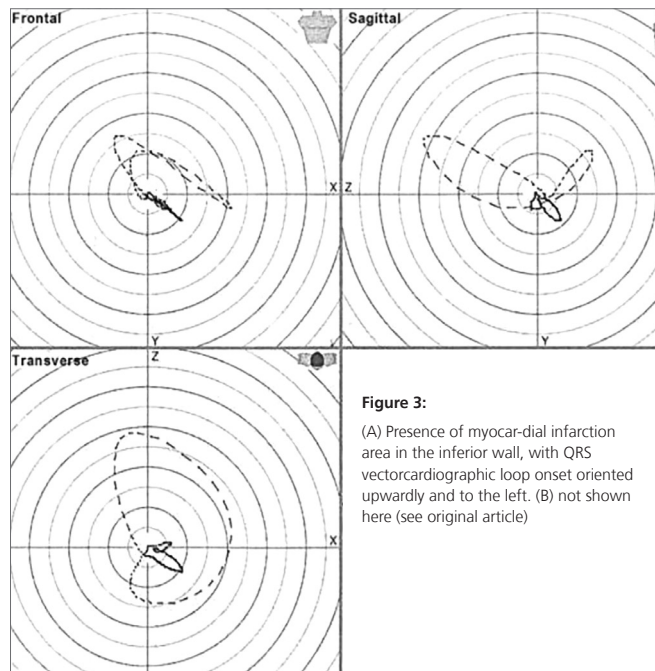 Frontal
X
Y
Sagittal
Z
Y
Transverse
Z
X
Figure 3:
(A) Presence of myocar-dial infarction
area in the inferior wall, with QRS
vectorcardiographic loop onset oriented
upwardly and to the left. (B) not shown
here (see original article)